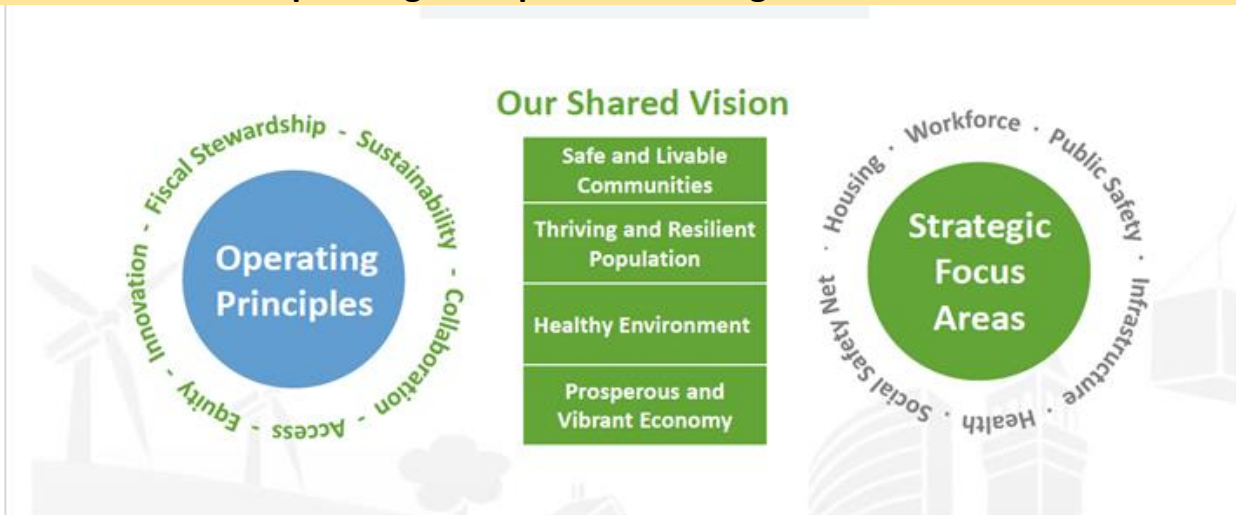 Our Shared Vision
Fiscal Stewardship - Sustainability - Collaboration - Access - Equity - Innovation -
Operating
Principles
Safe and Livable
Communities
Thriving and Resilient
Population
Healthy Environment
Prosperous and
Vibrant Economy
· Housing · Workforce · Public Safety · Infrastructure · Health · Social Safety Net
Strategic
Focus
Areas